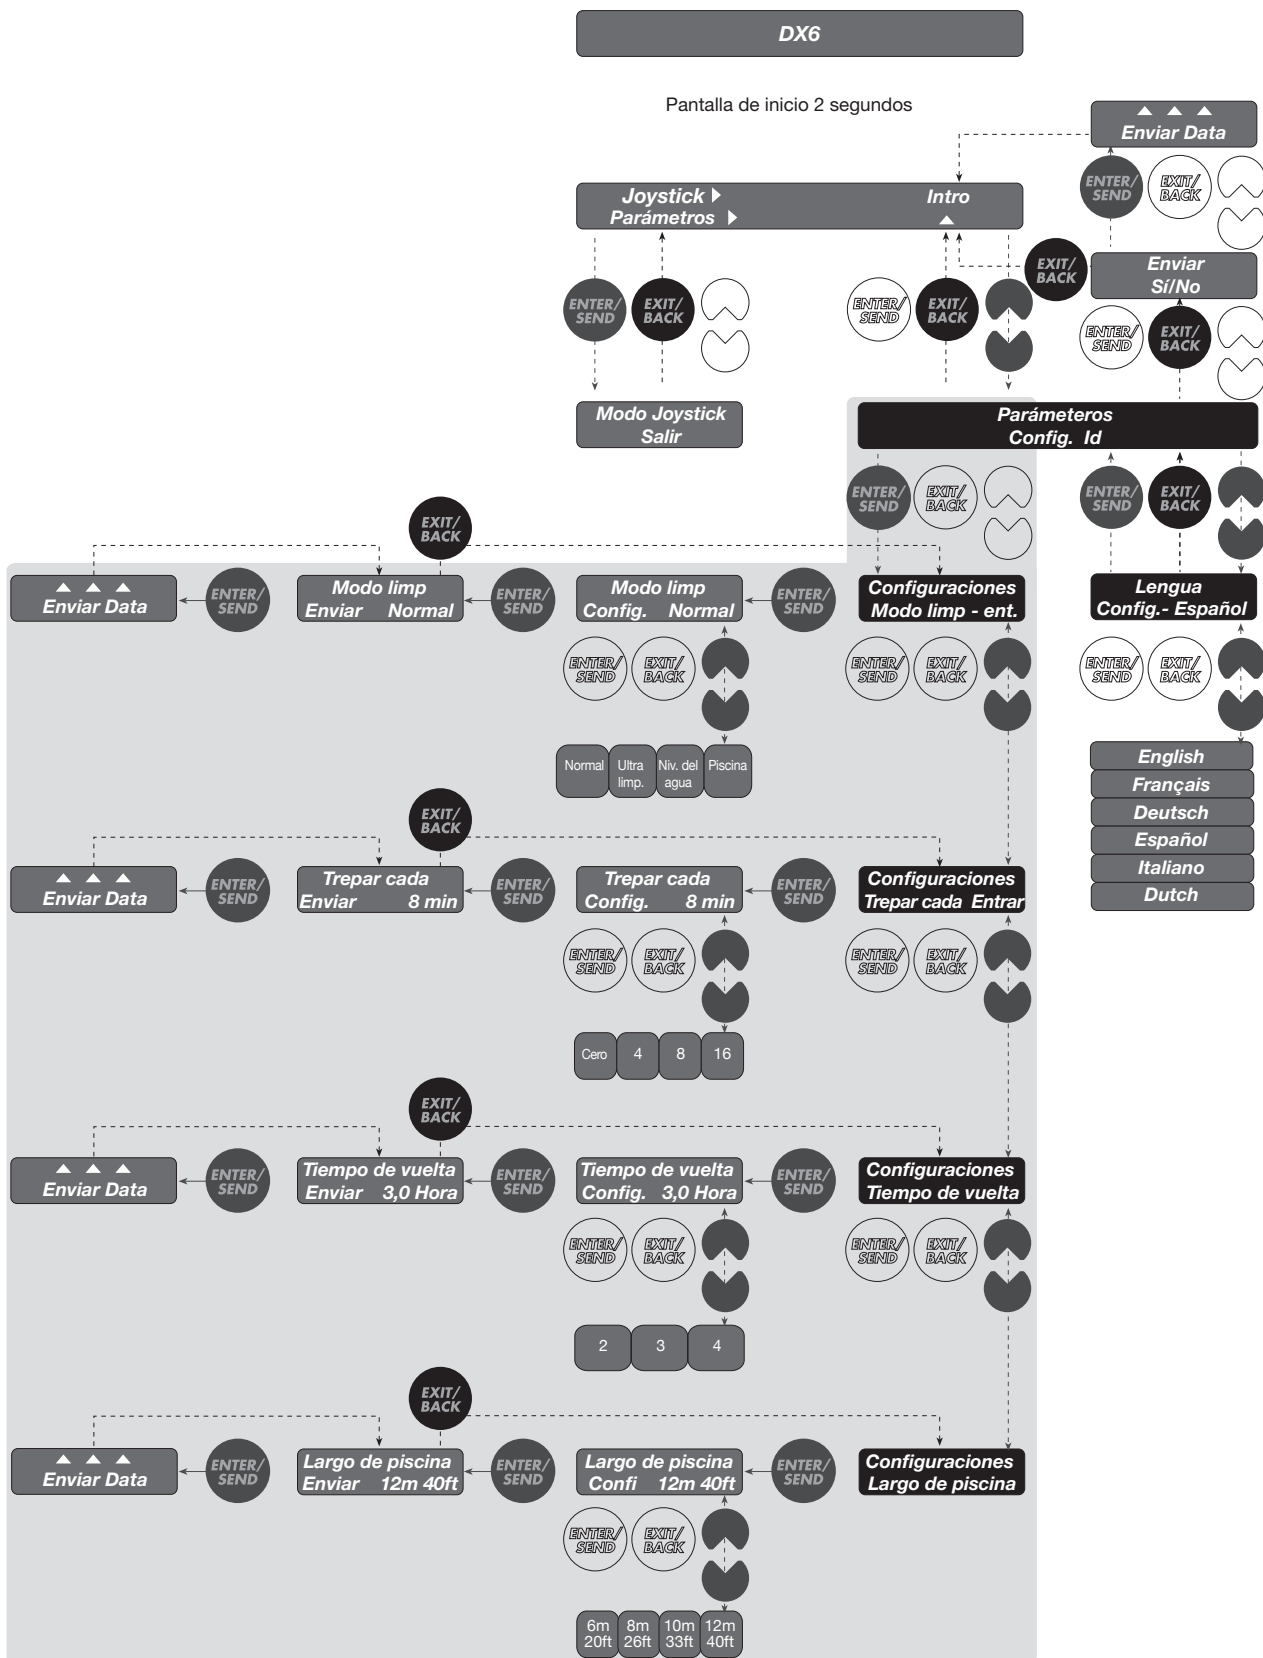 DX6
Pantalla de inicio 2 segundos
Enviar Data
ENTER/
SEND
EXIT/
BACK
Joystick
Parámetros
Intro
EXIT/
BACK
Enviar
Sí/No
ENTER/
SEND
EXIT/
BACK
ENTER/
SEND
EXIT/
BACK
ENTER/
SEND
EXIT/
BACK
Modo Joystick
Salir
Parámeteros
Config. Id
ENTER/
SEND
EXIT/
BACK
ENTER/
SEND
EXIT/
BACK
EXIT/
BACK
Enviar Data
ENTER/
SEND
Modo limp
Enviar Normal
ENTER/
SEND
Modo limp
Config. Normal
ENTER/
SEND
Configuraciones
Modo limp - ent.
Lengua
Config.- Español
ENTER/
SEND
EXIT/
BACK
ENTER/
SEND
EXIT/
BACK
ENTER/
SEND
EXIT/
BACK
Normal
Ultra
limp.
Niv. del
agua
Piscina
English
Français
Deutsch
Español
Italiano
Dutch
EXIT/
BACK
Enviar Data
ENTER/
SEND
Trepar cada
Enviar 8 min
ENTER/
SEND
Trepar cada
Config. 8 min
ENTER/
SEND
Configuraciones
Trepar cada Entrar
ENTER/
SEND
EXIT/
BACK
ENTER/
SEND
EXIT/
BACK
Cero
4
8
16
EXIT/
BACK
Enviar Data
ENTER/
SEND
Tiempo de vuelta
Enviar 3,0 Hora
ENTER/
SEND
Tiempo de vuelta
Config. 3,0 Hora
ENTER/
SEND
Configuraciones
Tiempo de vuelta
ENTER/
SEND
EXIT/
BACK
ENTER/
SEND
EXIT/
BACK
2
3
4
EXIT/
BACK
Enviar Data
ENTER/
SEND
Largo de piscina
Enviar 12m 40ft
ENTER/
SEND
Largo de piscina
Confi 12m 40ft
ENTER/
SEND
Configuraciones
Largo de piscina
ENTER/
SEND
EXIT/
BACK
6m
20ft
8m
26ft
10m
33ft
12m
40ft